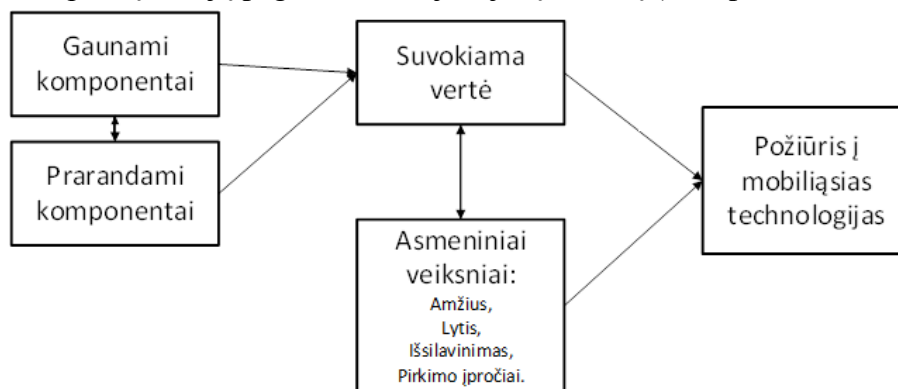 Gaunami
komponentai
Prarandami
komponentai
Suvokiama
vertė
Asmeniniai
veiksniai:
Amžius,
Lytis,
Išsilavinimas,
Pirkimo įpročiai.
Požiūris į
mobiliąsias
technologijas